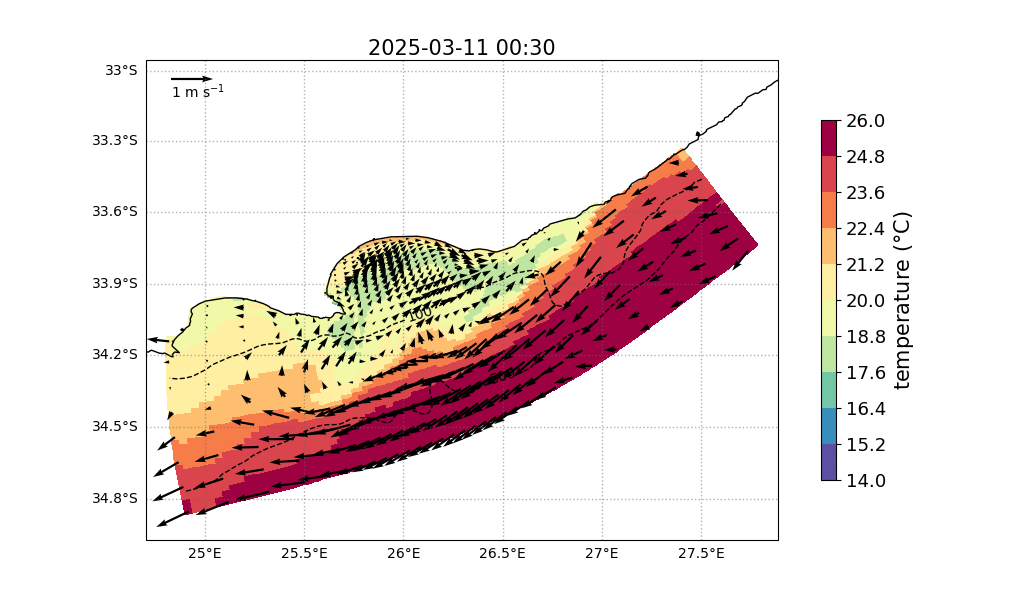 2025-03-11 00:30
1 m s⁻¹
33°S
33.3°S
33.6°S
33.9°S
34.2°S
34.5°S
34.8°S
25°E
25.5°E
26°E
26.5°E
27°E
27.5°E
100
26.0
24.8
23.6
22.4
21.2
20.0
18.8
17.6
16.4
15.2
14.0
temperature (°C)